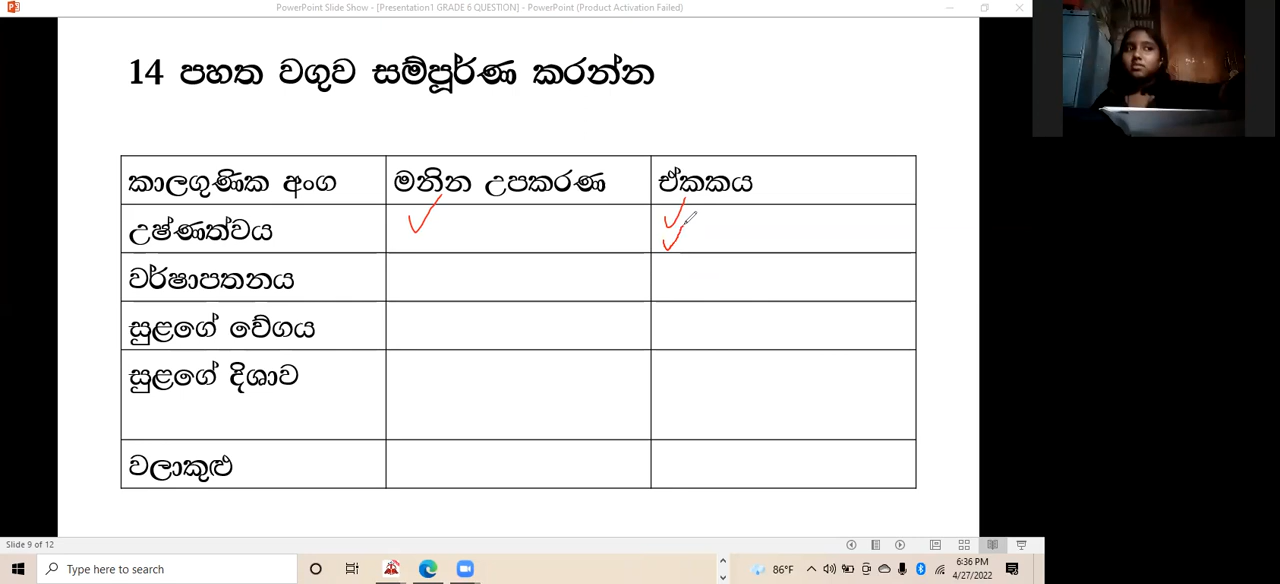 PowerPoint Slide Show - [Presentation1 GRADE 6 QUESTION] - PowerPoint (Product Activation Failed)
14 පහත වගුව සම්පූර්ණ කරන්න
කාලගුණික අංග මනින උපකරණ ඒකකය
උෂ්ණත්වය
වර්ෂාපතනය
සුළගේ වේගය
සුළගේ දිශාව
වලාකුළු
Slide 9 of 12
Type here to search
86°F
6:36 PM
4/27/2022